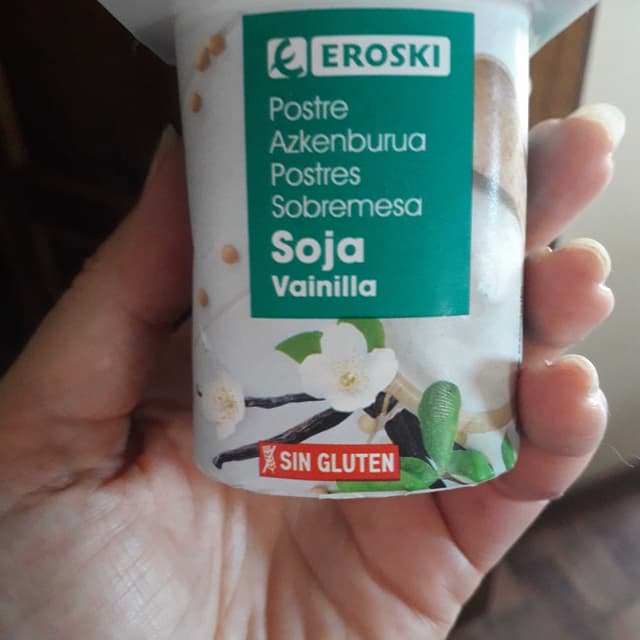 EROSKI
Postre
Azkenburua
Postres
Sobremesa
Soja
Vainilla
SIN GLUTEN